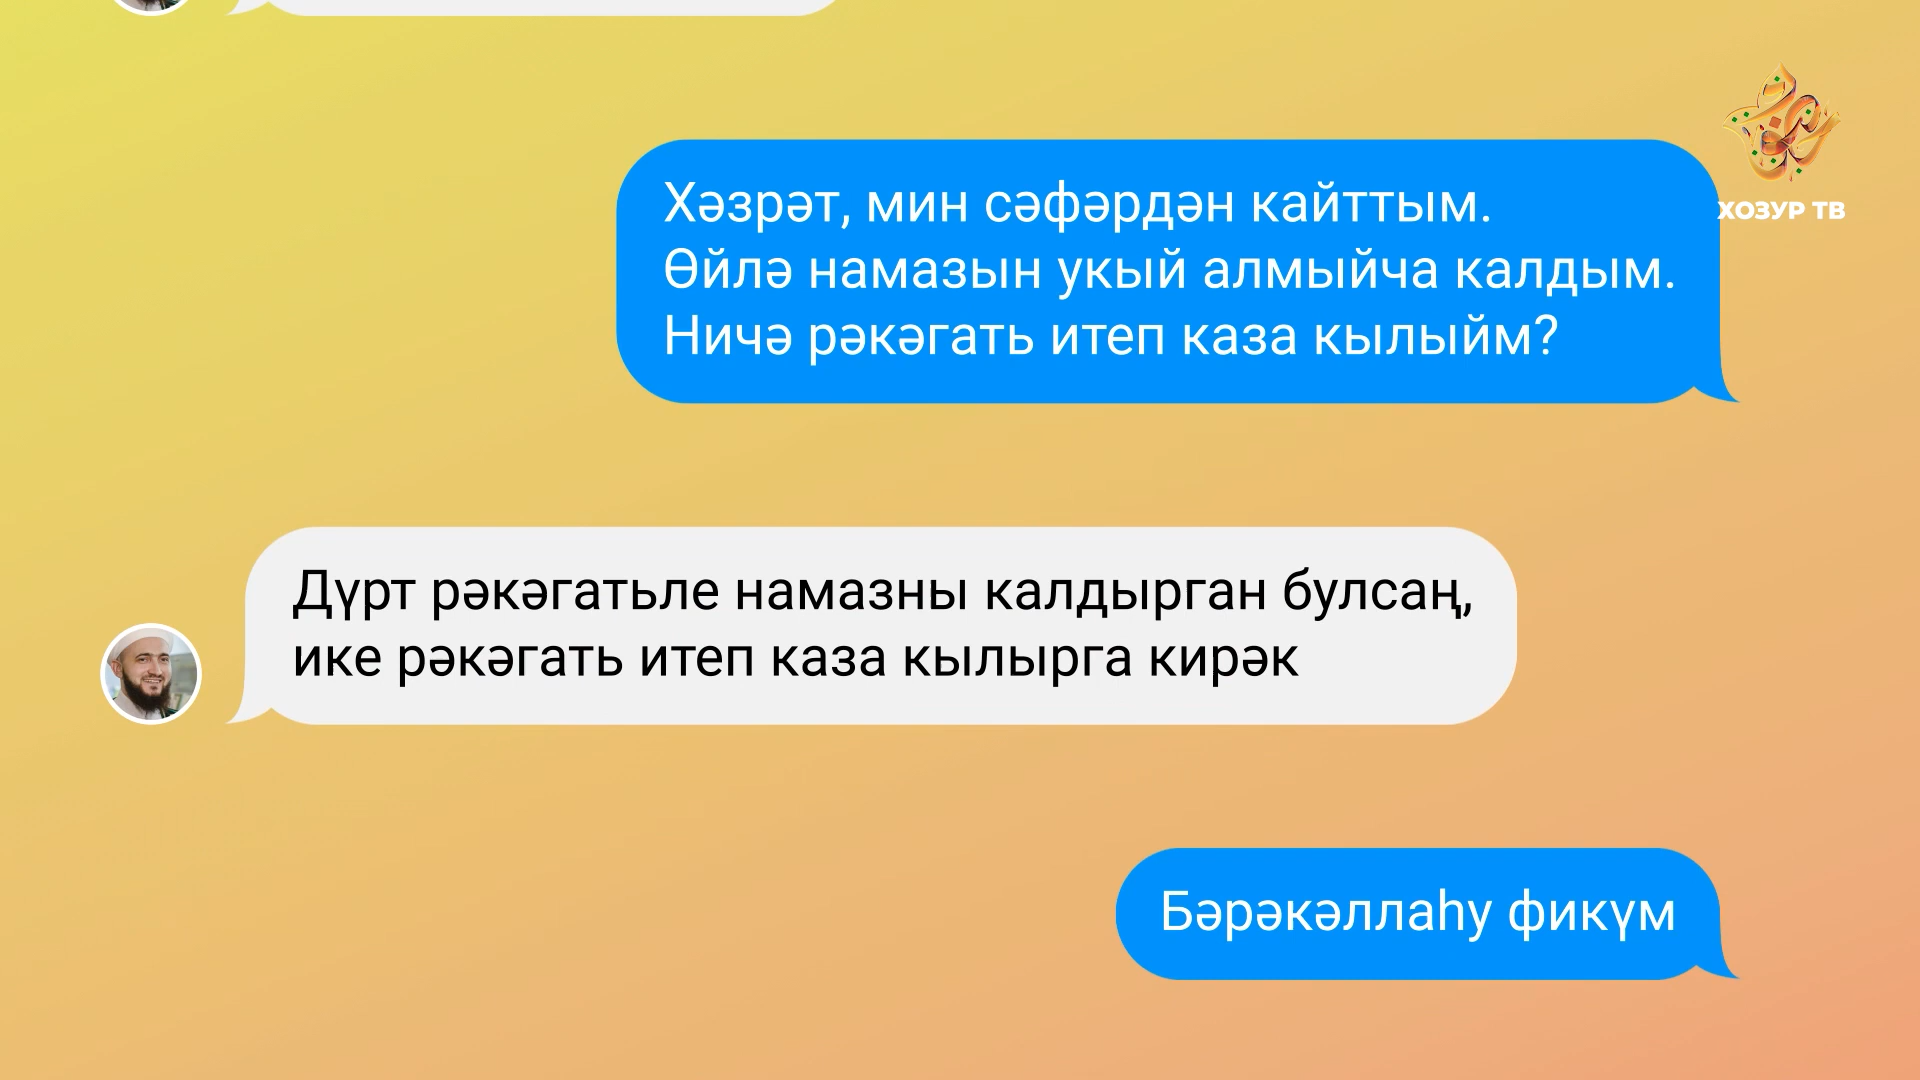 ХОЗУР ТВ
Хәзрәт, мин сәфәрдән кайттым.
Өйлә намазын укый алмыйча калдым.
Ничә рәкәгать итеп каза кылыйм?
Дүрт рәкәгатьле намазны калдырган булсаң,
ике рәкәгать итеп каза кылырга кирәк
Бәрәкәллаһу фикүм